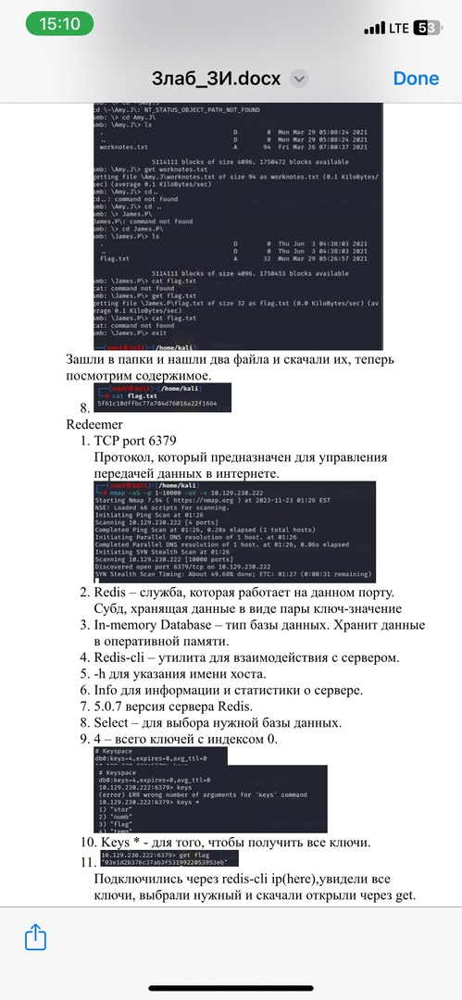 15:10
LTE 53
3лаб_ЗИ.docx
Done
cd \~\Amy.J\: NT_STATUS_OBJECT_PATH_NOT_FOUND
smb: \> cd Amy.J\
smb: \Amy.J\> ls
. D 0 Mon Mar 29 05:08:24 2021
.. D 0 Mon Mar 29 05:08:24 2021
worknotes.txt A 94 Fri Mar 26 07:00:37 2021
5114111 blocks of size 4096. 1750472 blocks available
smb: \Amy.J\> get worknotes.txt
getting file \Amy.J\worknotes.txt of size 94 as worknotes.txt (0.1 KiloBytes/
sec) (average 0.1 KiloBytes/sec)
smb: \Amy.J\> cd..
cd..: command not found
smb: \Amy.J\> cd ..
smb: \> James.P\
James.P\: command not found
smb: \> cd James.P\
smb: \James.P\> ls
. D 0 Thu Jun 3 04:38:03 2021
.. D 0 Thu Jun 3 04:38:03 2021
flag.txt A 32 Mon Mar 29 05:26:57 2021
5114111 blocks of size 4096. 1750453 blocks available
smb: \James.P\> cat flag.txt
cat: command not found
smb: \James.P\> get flag.txt
getting file \James.P\flag.txt of size 32 as flag.txt (0.0 KiloBytes/sec) (av
erage 0.1 KiloBytes/sec)
smb: \James.P\> cat flag.txt
cat: command not found
smb: \James.P\> exit
(root㉿kali)-[/home/kali]
Зашли в папки и нашли два файла и скачали их, теперь
посмотрим содержимое.
(root㉿kali)-[/home/kali]
# cat flag.txt
8. 5f61c10dffbc77a704d76016a22f1664
Redeemer
1. TCP port 6379
Протокол, который предназначен для управления
передачей данных в интернете.
(root㉿kali)-[/home/kali]
# nmap -sS -p 1-10000 -sV -v 10.129.230.222
Starting Nmap 7.94 ( https://nmap.org ) at 2023-11-23 01:26 EST
NSE: Loaded 46 scripts for scanning.
Initiating Ping Scan at 01:26
Scanning 10.129.230.222 [4 ports]
Completed Ping Scan at 01:26, 0.28s elapsed (1 total hosts)
Initiating Parallel DNS resolution of 1 host. at 01:26
Completed Parallel DNS resolution of 1 host. at 01:26, 0.06s elapsed
Initiating SYN Stealth Scan at 01:26
Scanning 10.129.230.222 [10000 ports]
Discovered open port 6379/tcp on 10.129.230.222
SYN Stealth Scan Timing: About 49.68% done; ETC: 01:27 (0:00:31 remaining)
2. Redis – служба, которая работает на данном порту.
Субд, хранящая данные в виде пары ключ-значение
3. In-memory Database – тип базы данных. Хранит данные
в оперативной памяти.
4. Redis-cli – утилита для взаимодействия с сервером.
5. -h для указания имени хоста.
6. Info для информации и статистики о сервере.
7. 5.0.7 версия сервера Redis.
8. Select – для выбора нужной базы данных.
9. 4 – всего ключей с индексом 0.
# Keyspace
db0:keys=4,expires=0,avg_ttl=0
# Keyspace
db0:keys=4,expires=0,avg_ttl=0
10.129.230.222:6379> keys
(error) ERR wrong number of arguments for 'keys' command
10.129.230.222:6379> keys *
1) "stor"
2) "numb"
3) "flag"
4) "temp"
10. Keys * - для того, чтобы получить все ключи.
10.129.230.222:6379> get flag
11. "03e1d2b376c37ab3f5319922053953eb"
Подключились через redis-cli ip(here),увидели все
ключи, выбрали нужный и скачали открыли через get.